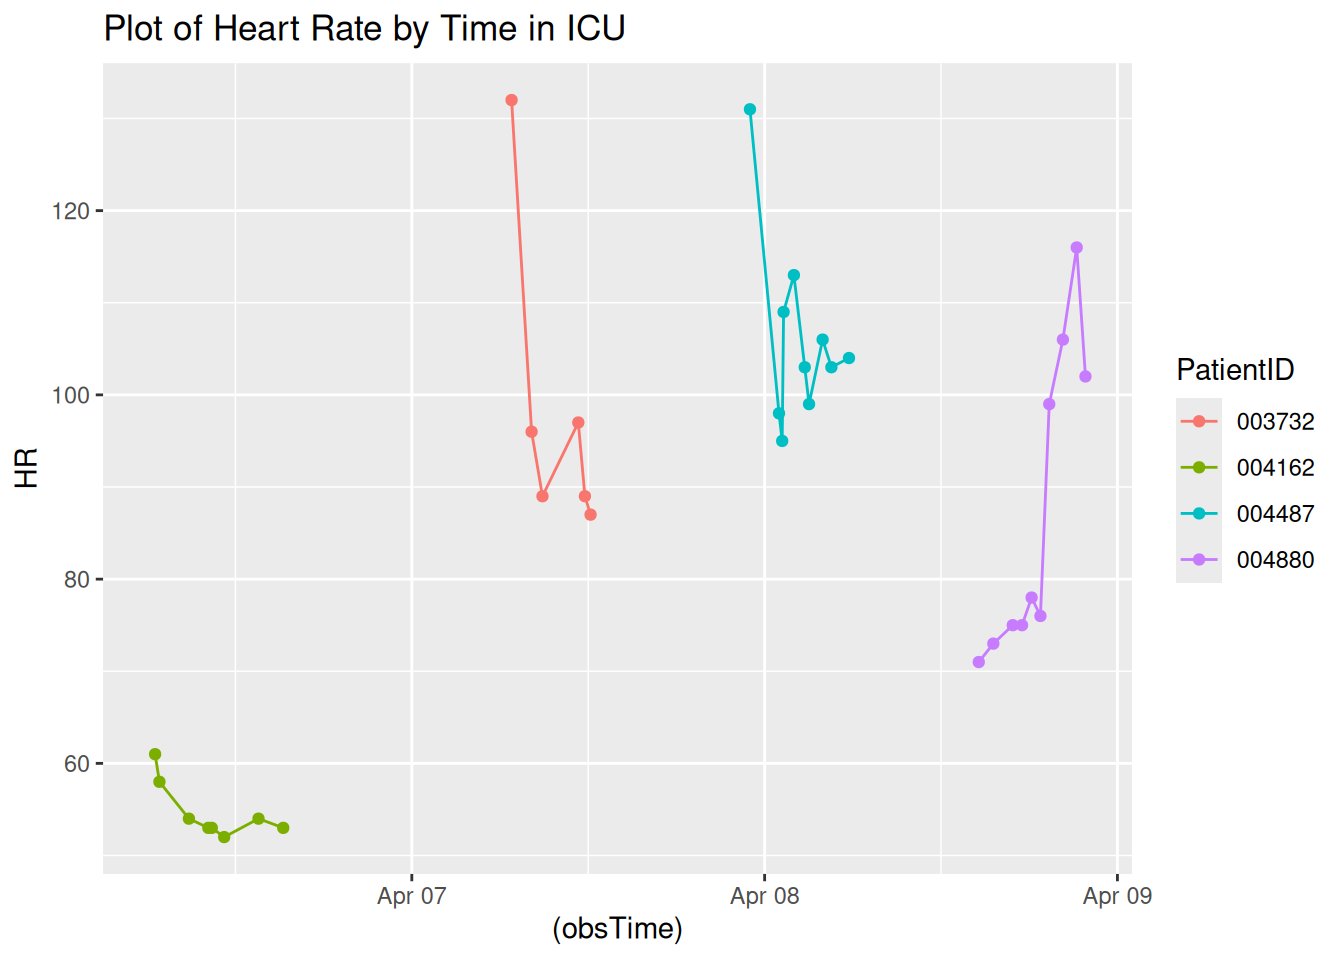 Plot of Heart Rate by Time in ICU
HR
120
100
80
60
Apr 07
Apr 08
Apr 09
(obsTime)
PatientID
003732
004162
004487
004880